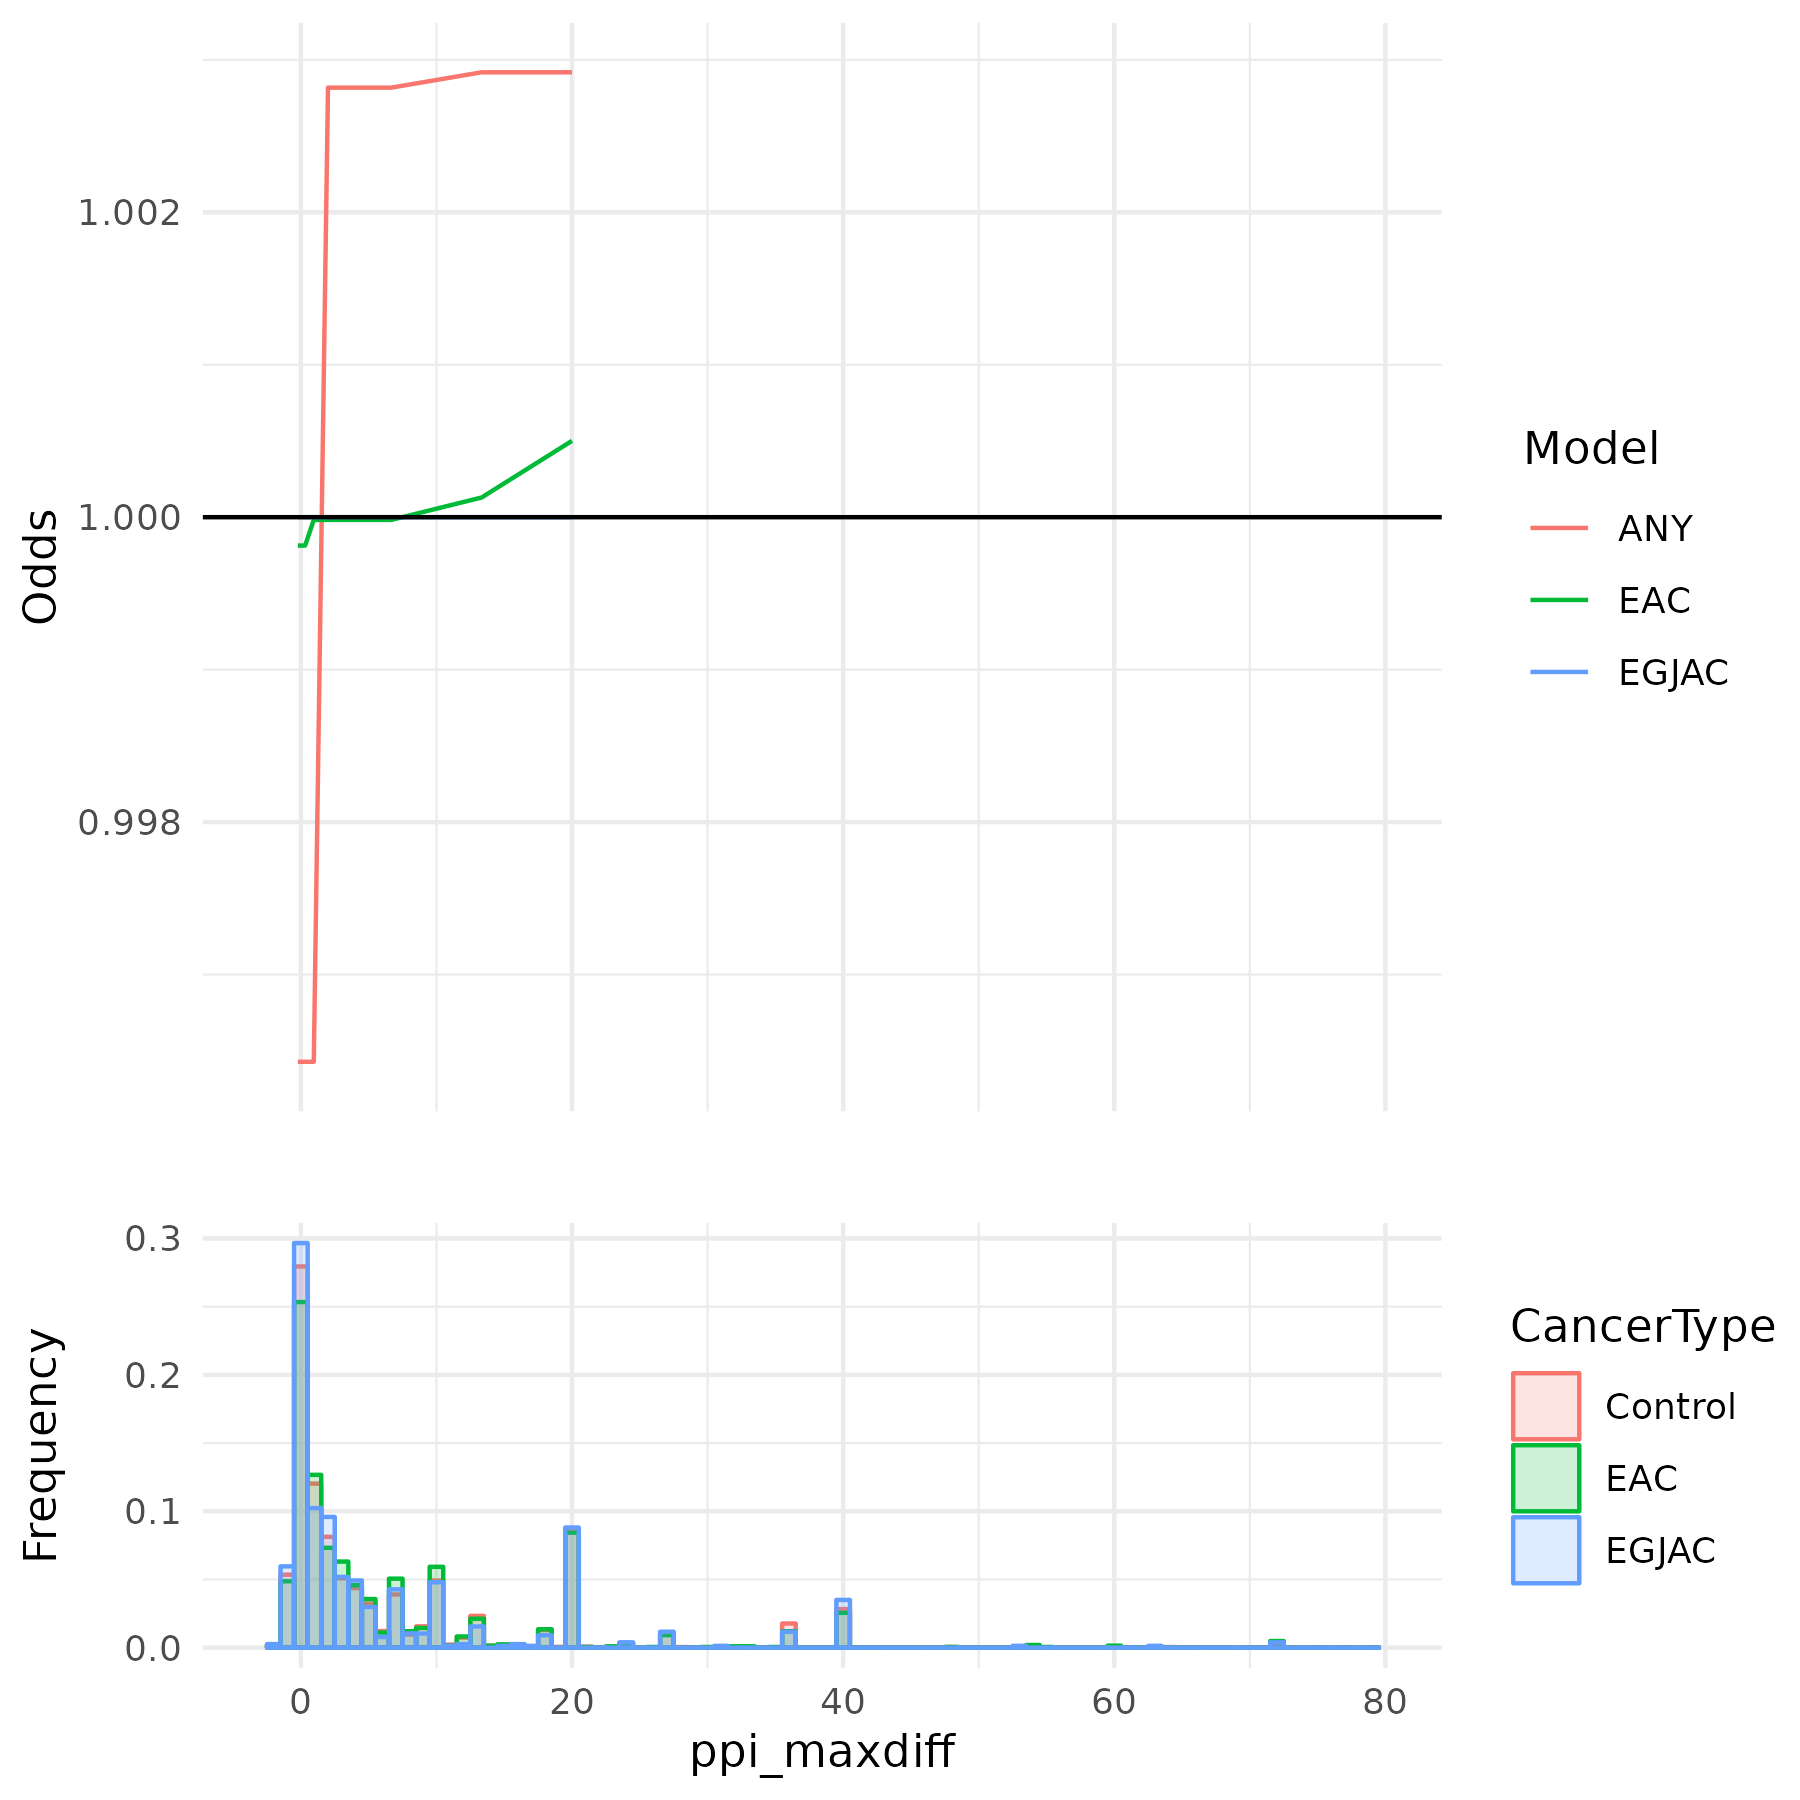 1.002
1.000
0.998
Odds
Model
ANY
EAC
EGJAC
0.3
0.2
0.1
0.0
Frequency
0
20
40
60
80
ppi_maxdiff
CancerType
Control
EAC
EGJAC